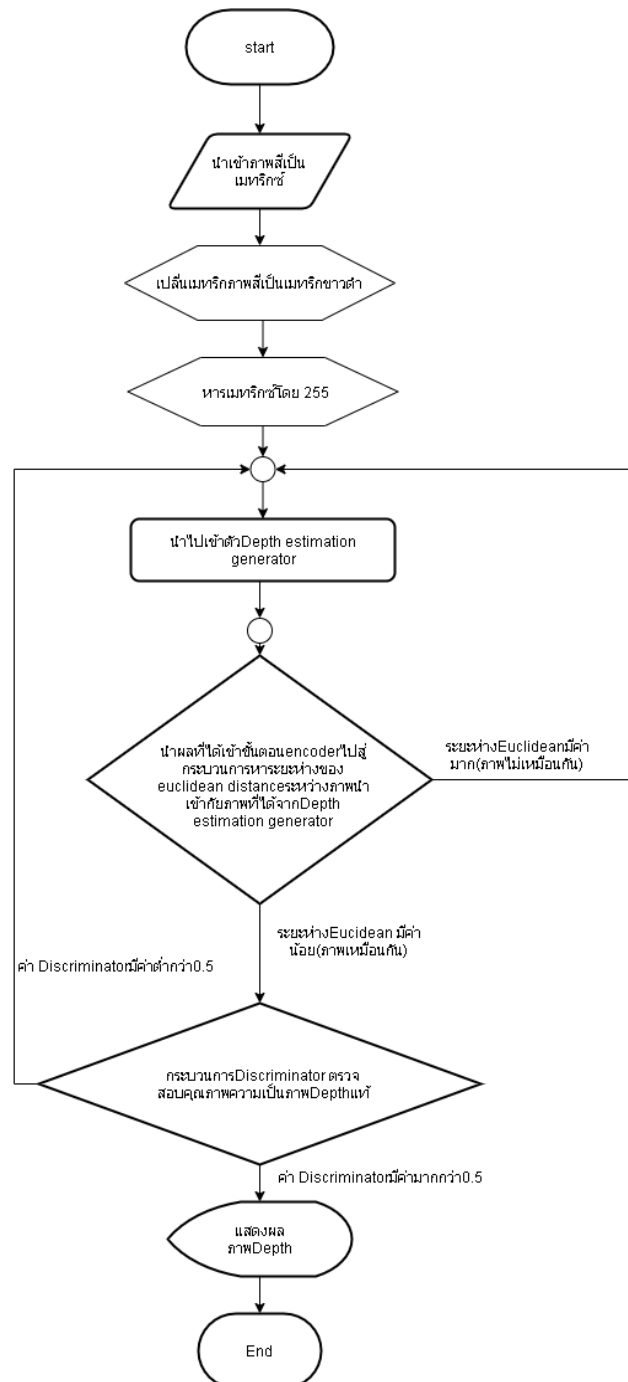 start
นำเข้าภาพสีเป็น
เมทริกซ์
เปลี่นเมทริกภาพสีเป็นเมทริกขาวดำ
หารเมทริกซ์โดย 255
นำไปเข้าตัวDepth estimation
generator
นำผลที่ได้เข้าขั้นตอนencoderไปสู่
กระบวนการหาระยะห่างของ
euclidean distanceระหว่างภาพนำ
เข้ากับภาพที่ได้จากDepth
estimation generator
ระยะห่างEuclideanมีค่า
มาก(ภาพไม่เหมือนกัน)
ระยะห่างEucidean มีค่า
น้อย(ภาพเหมือนกัน)
ค่า Discriminatorมีค่าต่ำกว่า0.5
กระบวนการDiscriminator ตรวจ
สอบคุณภาพความเป็นภาพDepthแท้
ค่า Discriminatorมีค่ามากกว่า0.5
แสดงผล
ภาพDepth
End